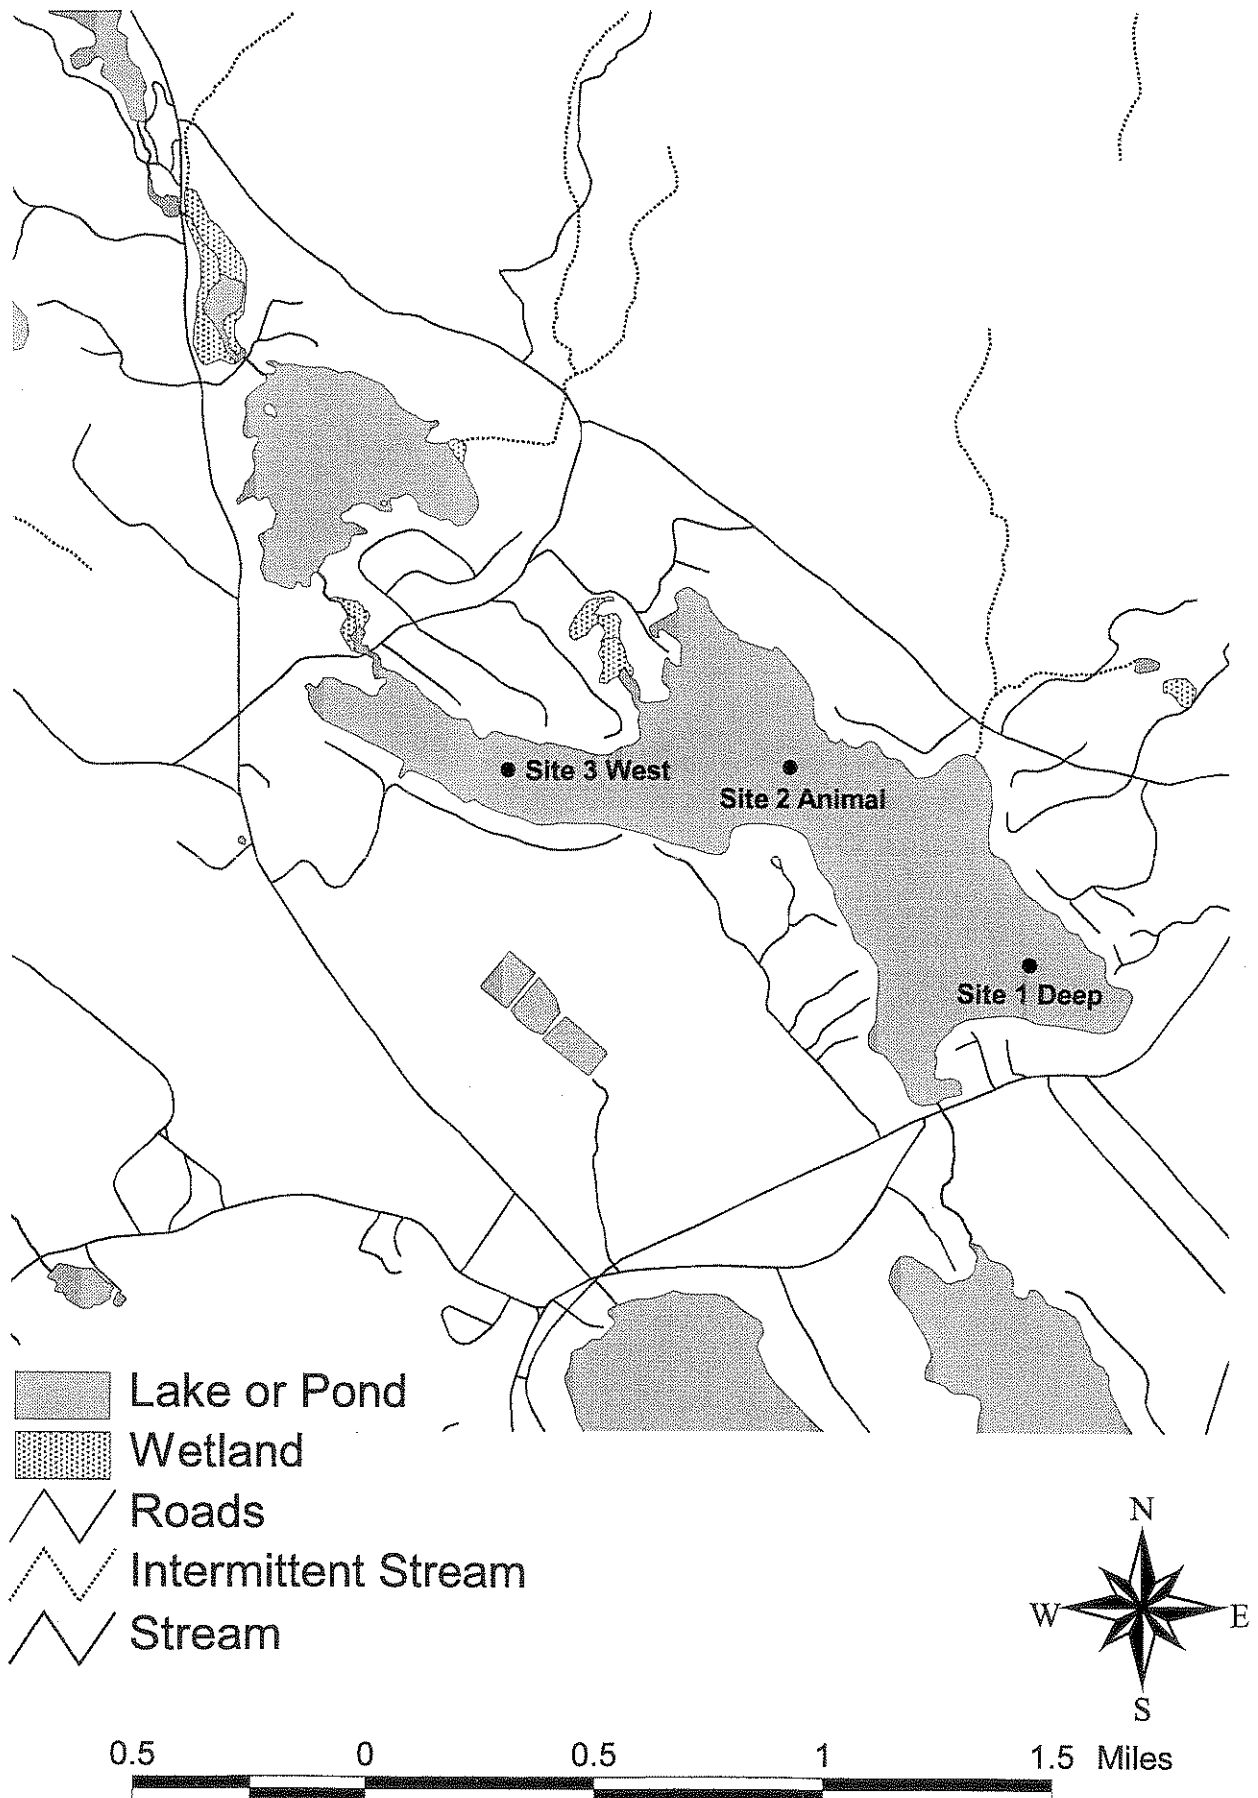 Site 3 West
Site 2 Animal
Site 1 Deep
Lake or Pond
Wetland
Roads
Intermittent Stream
Stream
N
W E
S
0.5 0 0.5 1 1.5 Miles